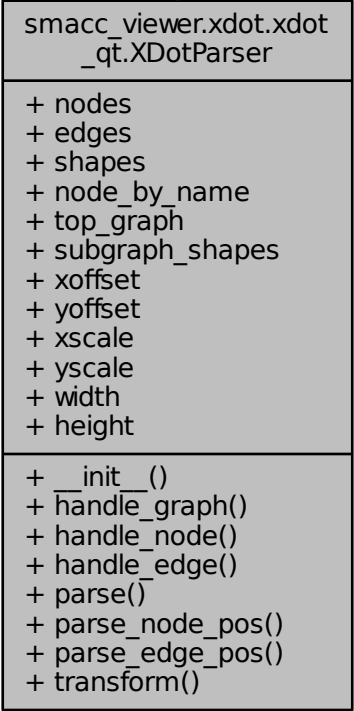 smacc_viewer.xdot.xdot
_qt.XDotParser
+ nodes
+ edges
+ shapes
+ node_by_name
+ top_graph
+ subgraph_shapes
+ xoffset
+ yoffset
+ xscale
+ yscale
+ width
+ height
+ __init__()
+ handle_graph()
+ handle_node()
+ handle_edge()
+ parse()
+ parse_node_pos()
+ parse_edge_pos()
+ transform()